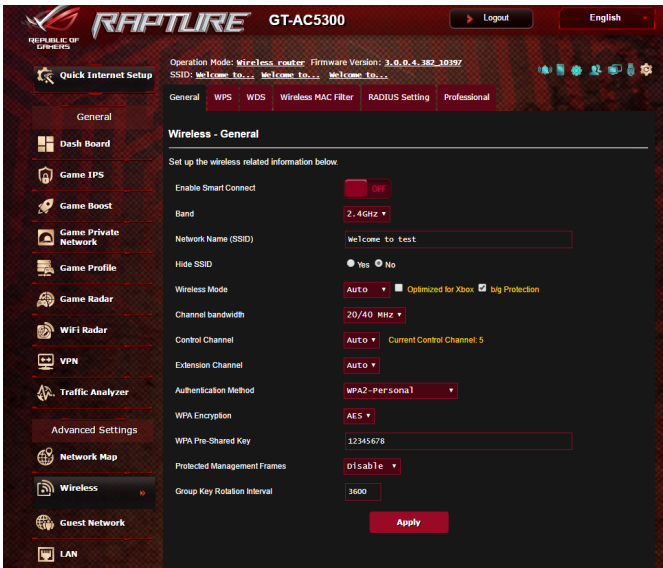 REPUBLIC OF
GAMERS
RAPTURE GT-AC5300 Logout English
Quick Internet Setup
General
Dash Board
Game IPS
Game Boost
Game Private
Network
Game Profile
Game Radar
WiFi Radar
VPN
Traffic Analyzer
Advanced Settings
Network Map
Wireless
Guest Network
LAN
Operation Mode: Wireless router Firmware Version: 3.0.0.4.382_10397
SSID: Welcome to... Welcome to... Welcome to...
General WPS WDS Wireless MAC Filter RADIUS Setting Professional
Wireless - General
Set up the wireless related information below.
Enable Smart Connect OFF
Band 2.4GHz
Network Name (SSID) Welcome to test
Hide SSID Yes No
Wireless Mode Auto Optimized for Xbox b/g Protection
Channel bandwidth 20/40 MHz
Control Channel Auto Current Control Channel: 5
Extension Channel Auto
Authentication Method WPA2-Personal
WPA Encryption AES
WPA Pre-Shared Key 12345678
Protected Management Frames Disable
Group Key Rotation Interval 3600
Apply